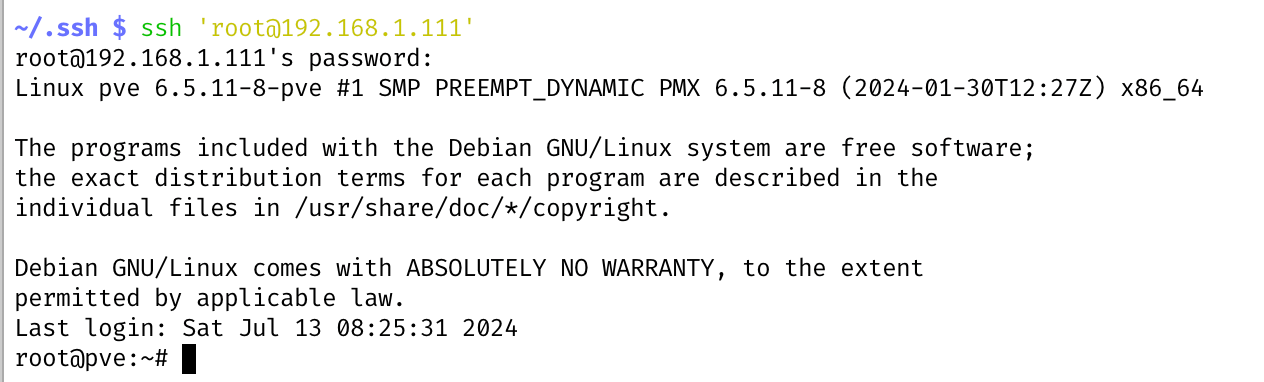 ~/.ssh $ ssh 'root@192.168.1.111'
root@192.168.1.111's password:
Linux pve 6.5.11-8-pve #1 SMP PREEMPT_DYNAMIC PMX 6.5.11-8 (2024-01-30T12:27Z) x86_64
The programs included with the Debian GNU/Linux system are free software;
the exact distribution terms for each program are described in the
individual files in /usr/share/doc/*/copyright.
Debian GNU/Linux comes with ABSOLUTELY NO WARRANTY, to the extent
permitted by applicable law.
Last login: Sat Jul 13 08:25:31 2024
root@pve:~#